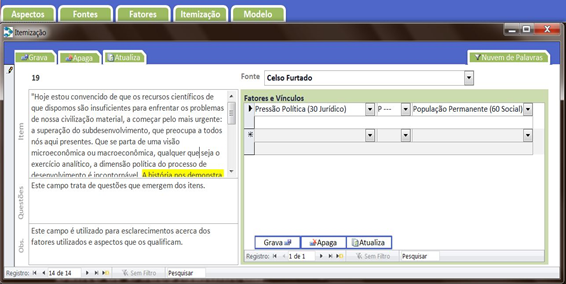 Aspectos Fontes Fatores Itemização Modelo
Itemização
Grava Apaga Atualiza Nuvem de Palavras
19 Fonte Celso Furtado
Item
"Hoje estou convencido de que os recursos científicos de
que dispomos são insuficientes para enfrentar os problemas
de nossa civilização material, a começar pelo mais urgente:
a superação do subdesenvolvimento, que preocupa a todos
nós aqui presentes. Que se parta de uma visão
microeconômica ou macroeconômica, qualquer que seja o
exercício analítico, a dimensão política do processo de
desenvolvimento é incontornável. A história nos demonstra
Questões
Este campo trata de questões que emergem dos itens.
Obs.
Este campo é utilizado para esclarecimentos acerca dos
fatores utilizados e aspectos que os qualificam.
Fatores e Vínculos
Pressão Política (30 Jurídico) P --- População Permanente (60 Social)
Grava Apaga Atualiza
Registro: 1 de 1 Sem Filtro Pesquisar
Registro: 14 de 14 Sem Filtro Pesquisar